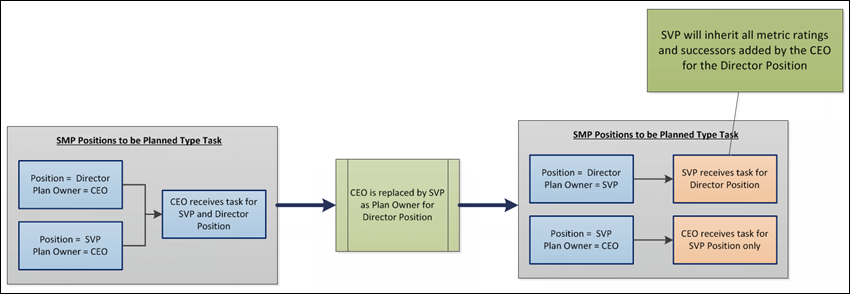 SVP will inherit all metric ratings
and successors added by the CEO
for the Director Position
SMP Positions to be Planned Type Task
Position = Director
Plan Owner = CEO
CEO receives task for
SVP and Director
Position
Position = SVP
Plan Owner = CEO
CEO is replaced by SVP
as Plan Owner for
Director Position
SMP Positions to be Planned Type Task
Position = Director
Plan Owner = SVP
SVP receives task for
Director Position
Position = SVP
Plan Owner = CEO
CEO receives task for
SVP Position only